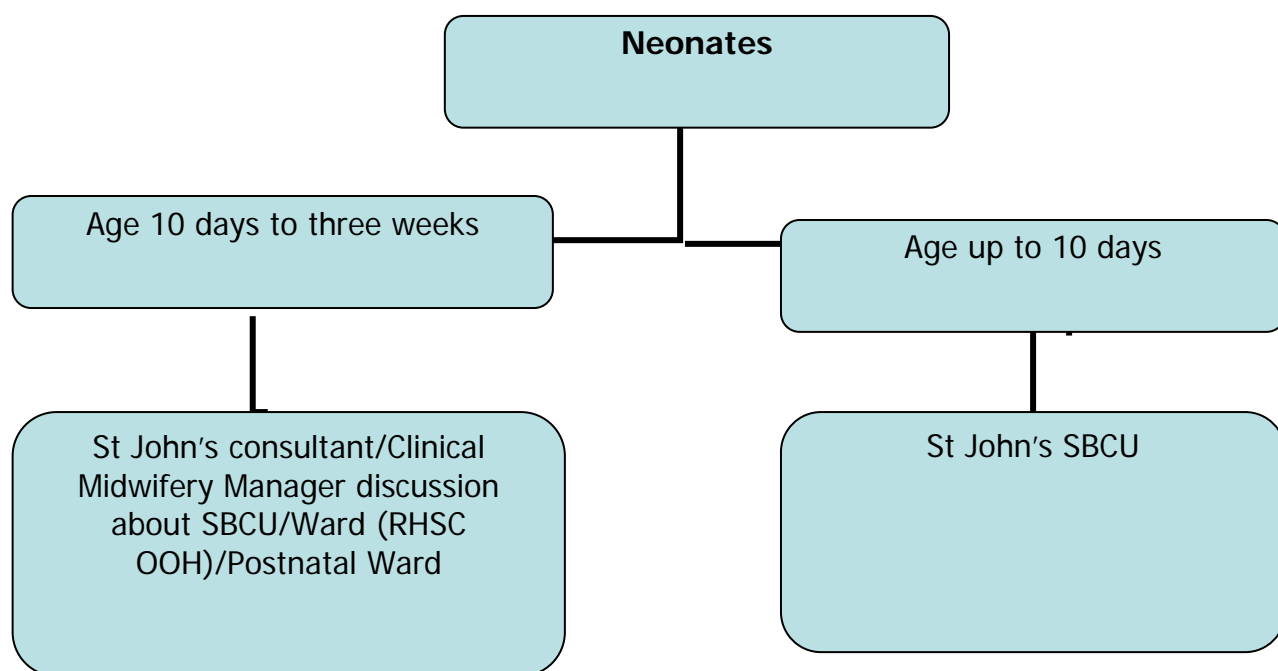 Neonates
Age 10 days to three weeks
Age up to 10 days
St John’s consultant/Clinical
Midwifery Manager discussion
about SBCU/Ward (RHSC
OOH)/Postnatal Ward
St John’s SBCU